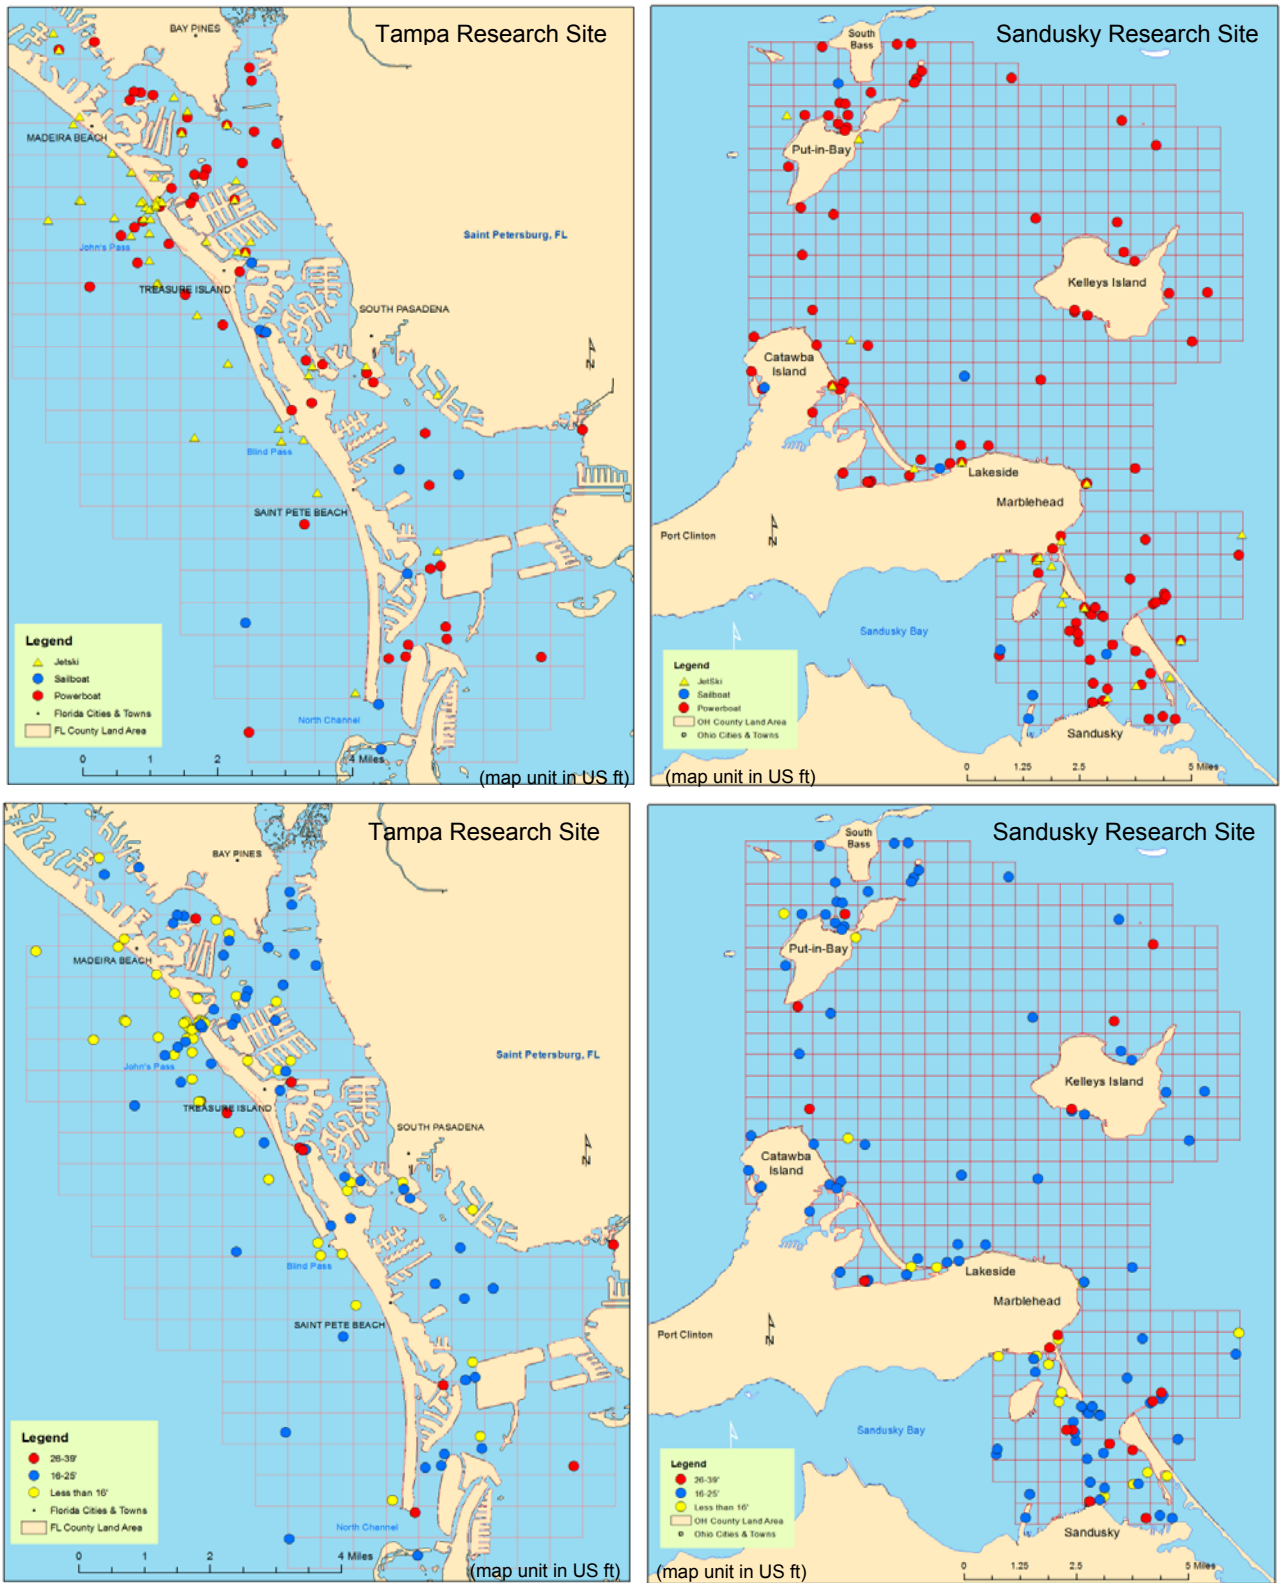 Tampa Research Site
BAY PINES
MADEIRA BEACH
Saint Petersburg, FL
John's Pass
TREASURE ISLAND
SOUTH PASADENA
N
Blind Pass
SAINT PETE BEACH
Legend
Jetski
Sailboat
Powerboat
Florida Cities & Towns
FL County Land Area
North Channel
0 1 2 4 Miles
(map unit in US ft)
Sandusky Research Site
South
Bass
Put-in-Bay
Kelleys Island
Catawba
Island
Lakeside
Marblehead
Port Clinton
N
Sandusky Bay
Legend
JetSki
Sailboat
Powerboat
OH County Land Area
Ohio Cities & Towns
Sandusky
(map unit in US ft)
0 1.25 2.5 5 Miles
Tampa Research Site
BAY PINES
MADEIRA BEACH
Saint Petersburg, FL
John's Pass
TREASURE ISLAND
SOUTH PASADENA
N
Blind Pass
SAINT PETE BEACH
Legend
26-39'
16-25'
Less than 16'
Florida Cities & Towns
FL County Land Area
North Channel
0 1 2 4 Miles
(map unit in US ft)
Sandusky Research Site
South
Bass
Put-in-Bay
Kelleys Island
Catawba
Island
Lakeside
Marblehead
Port Clinton
N
Sandusky Bay
Legend
26-39'
16-25'
Less than 16'
OH County Land Area
Ohio Cities & Towns
Sandusky
(map unit in US ft)
0 1.25 2.5 5 Miles